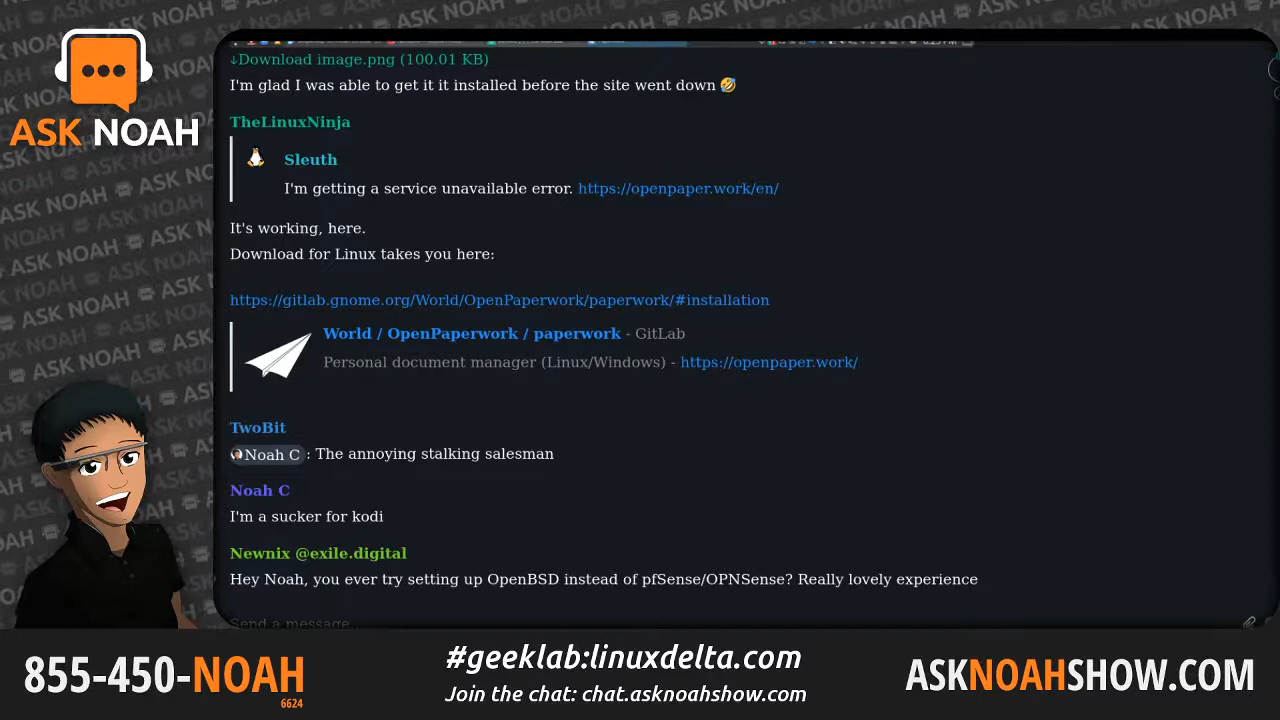 ASK NOAH
↓Download image.png (100.01 KB)
I'm glad I was able to get it it installed before the site went down 🤣
TheLinuxNinja
Sleuth
I'm getting a service unavailable error. https://openpaper.work/en/
It's working, here.
Download for Linux takes you here:
https://gitlab.gnome.org/World/OpenPaperwork/paperwork/#installation
World / OpenPaperwork / paperwork - GitLab
Personal document manager (Linux/Windows) - https://openpaper.work/
TwoBit
Noah C : The annoying stalking salesman
Noah C
I'm a sucker for kodi
Newnix @exile.digital
Hey Noah, you ever try setting up OpenBSD instead of pfSense/OPNSense? Really lovely experience
Send a message...
855-450-NOAH
6624
#geeklab:linuxdelta.com
Join the chat: chat.asknoahshow.com
ASKNOAHSHOW.COM